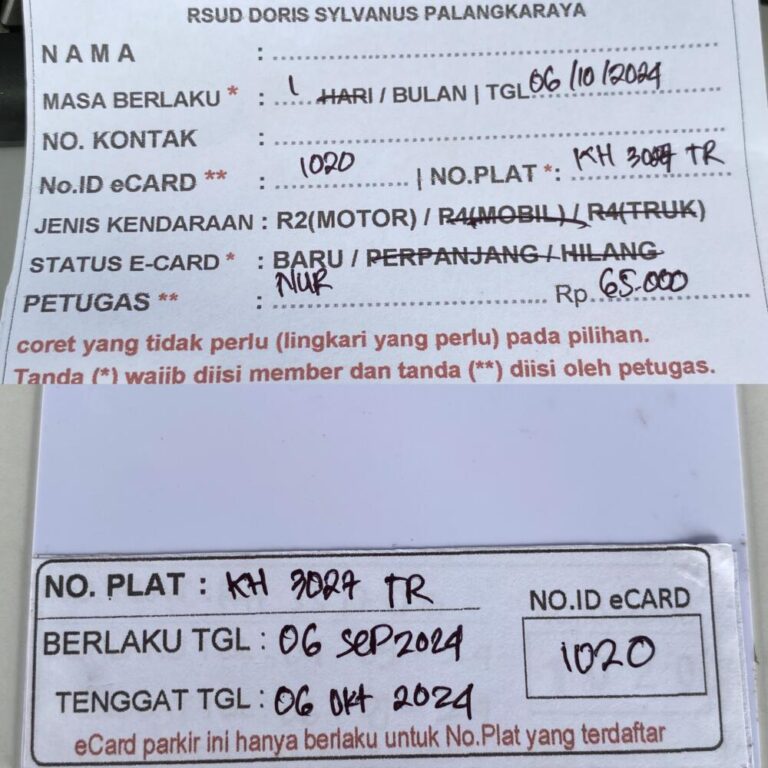 RSUD DORIS SYLVANUS PALANGKARAYA
NAMA :
MASA BERLAKU * : 1 HARI / BULAN | TGL 06/10/2024
NO. KONTAK :
No.ID eCARD ** : 1020 | NO.PLAT *: KH 3027 TR
JENIS KENDARAAN : R2(MOTOR) / R4(MOBIL) / R4(TRUK)
STATUS E-CARD * : BARU / PERPANJANG / HILANG
PETUGAS ** : NUR Rp. 65.000
coret yang tidak perlu (lingkari yang perlu) pada pilihan.
Tanda (*) wajib diisi member dan tanda (**) diisi oleh petugas.
NO. PLAT : KH 3027 TR
NO.ID eCARD
BERLAKU TGL : 06 SEP 2024
1020
TENGGAT TGL : 06 OKT 2024
eCard parkir ini hanya berlaku untuk No.Plat yang terdaftar